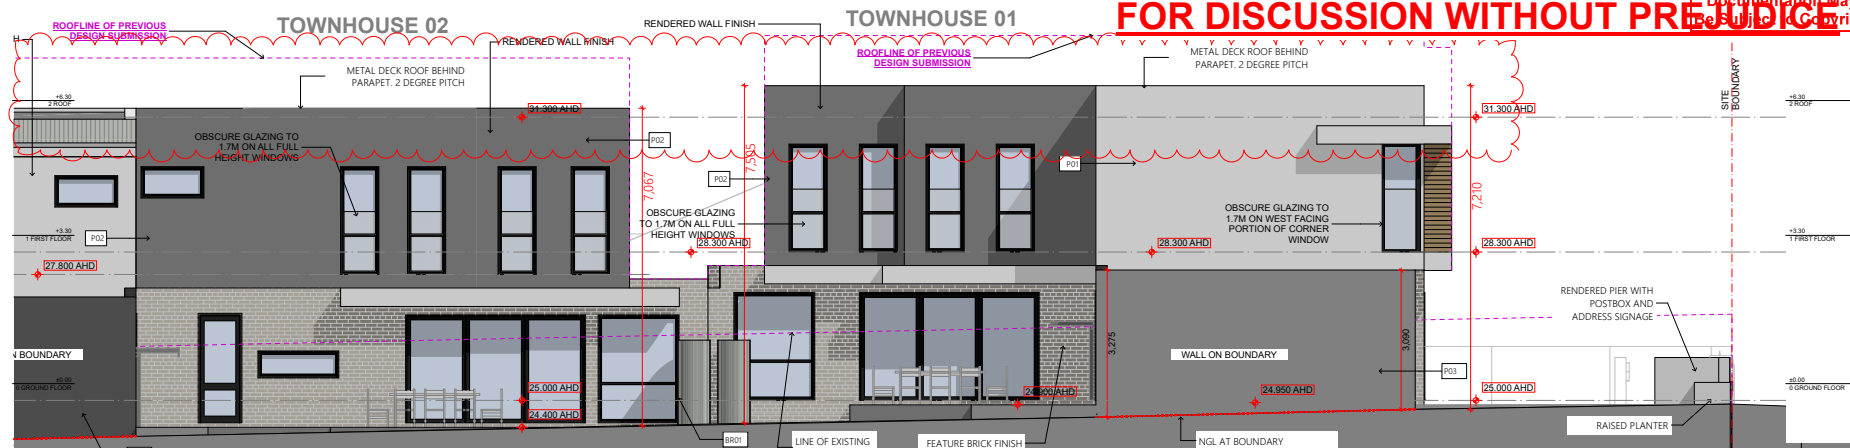 TOWNHOUSE 02
TOWNHOUSE 01
FOR DISCUSSION WITHOUT PREJUDICE
ROOFLINE OF PREVIOUS
DESIGN SUBMISSION
RENDERED WALL FINISH
RENDERED WALL FINISH
ROOFLINE OF PREVIOUS
DESIGN SUBMISSION
METAL DECK ROOF BEHIND
PARAPET. 2 DEGREE PITCH
METAL DECK ROOF BEHIND
PARAPET. 2 DEGREE PITCH
H
+6.30
2 ROOF
31.300 AHD
31.300 AHD
SITE
BOUNDARY
+6.30
2 ROOF
OBSCURE GLAZING TO
1.7M ON ALL FULL
HEIGHT WINDOWS
P02
P02
P01
7,067
7,505
7,210
OBSCURE GLAZING
TO 1.7M ON ALL FULL
HEIGHT WINDOWS
OBSCURE GLAZING TO
1.7M ON WEST FACING
PORTION OF CORNER
WINDOW
+3.30
1 FIRST FLOOR
P02
28.300 AHD
28.300 AHD
28.300 AHD
+3.30
1 FIRST FLOOR
27.800 AHD
RENDERED PIER WITH
POSTBOX AND
ADDRESS SIGNAGE
3,275
3,090
N BOUNDARY
WALL ON BOUNDARY
P03
±0.00
0 GROUND FLOOR
25.000 AHD
24.950 AHD
25.000 AHD
±0.00
0 GROUND FLOOR
24.400 AHD
RAISED PLANTER
BR01
LINE OF EXISTING
FEATURE BRICK FINISH
NGL AT BOUNDARY